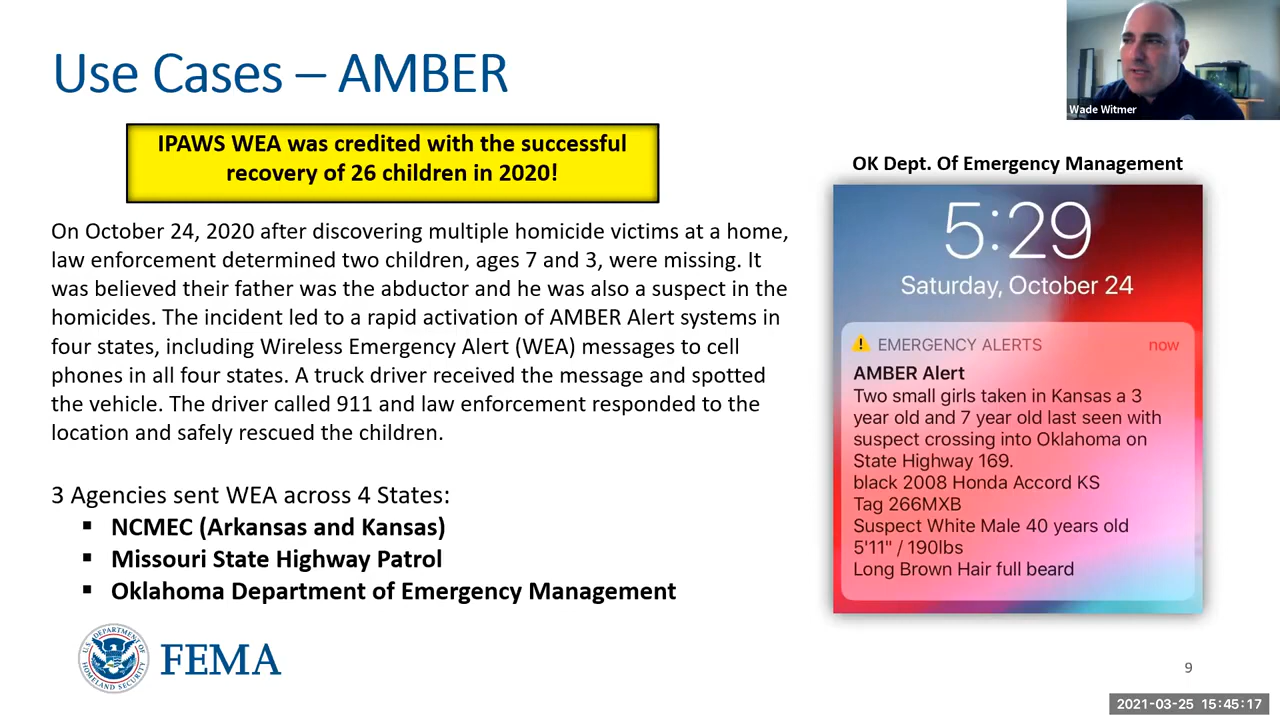 Use Cases – AMBER
Wade Witmer
IPAWS WEA was credited with the successful
recovery of 26 children in 2020!
OK Dept. Of Emergency Management
On October 24, 2020 after discovering multiple homicide victims at a home,
law enforcement determined two children, ages 7 and 3, were missing. It
was believed their father was the abductor and he was also a suspect in the
homicides. The incident led to a rapid activation of AMBER Alert systems in
four states, including Wireless Emergency Alert (WEA) messages to cell
phones in all four states. A truck driver received the message and spotted
the vehicle. The driver called 911 and law enforcement responded to the
location and safely rescued the children.
3 Agencies sent WEA across 4 States:
▪ NCMEC (Arkansas and Kansas)
▪ Missouri State Highway Patrol
▪ Oklahoma Department of Emergency Management
5:29
Saturday, October 24
EMERGENCY ALERTS now
AMBER Alert
Two small girls taken in Kansas a 3
year old and 7 year old last seen with
suspect crossing into Oklahoma on
State Highway 169.
black 2008 Honda Accord KS
Tag 266MXB
Suspect White Male 40 years old
5'11" / 190lbs
Long Brown Hair full beard
U.S. DEPARTMENT OF HOMELAND SECURITY
FEMA
9
2021-03-25 15:45:17